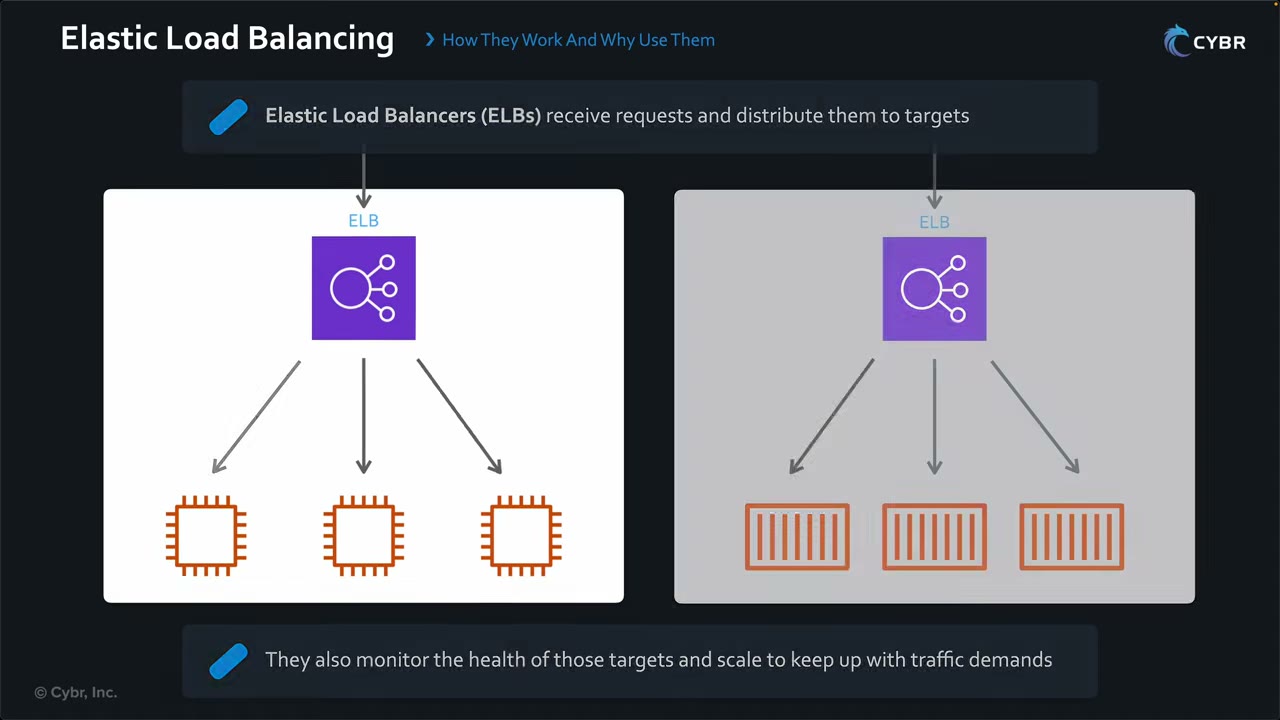 Elastic Load Balancing
❯ How They Work And Why Use Them
CYBR
Elastic Load Balancers (ELBs) receive requests and distribute them to targets
ELB
ELB
They also monitor the health of those targets and scale to keep up with traffic demands
© Cybr, Inc.